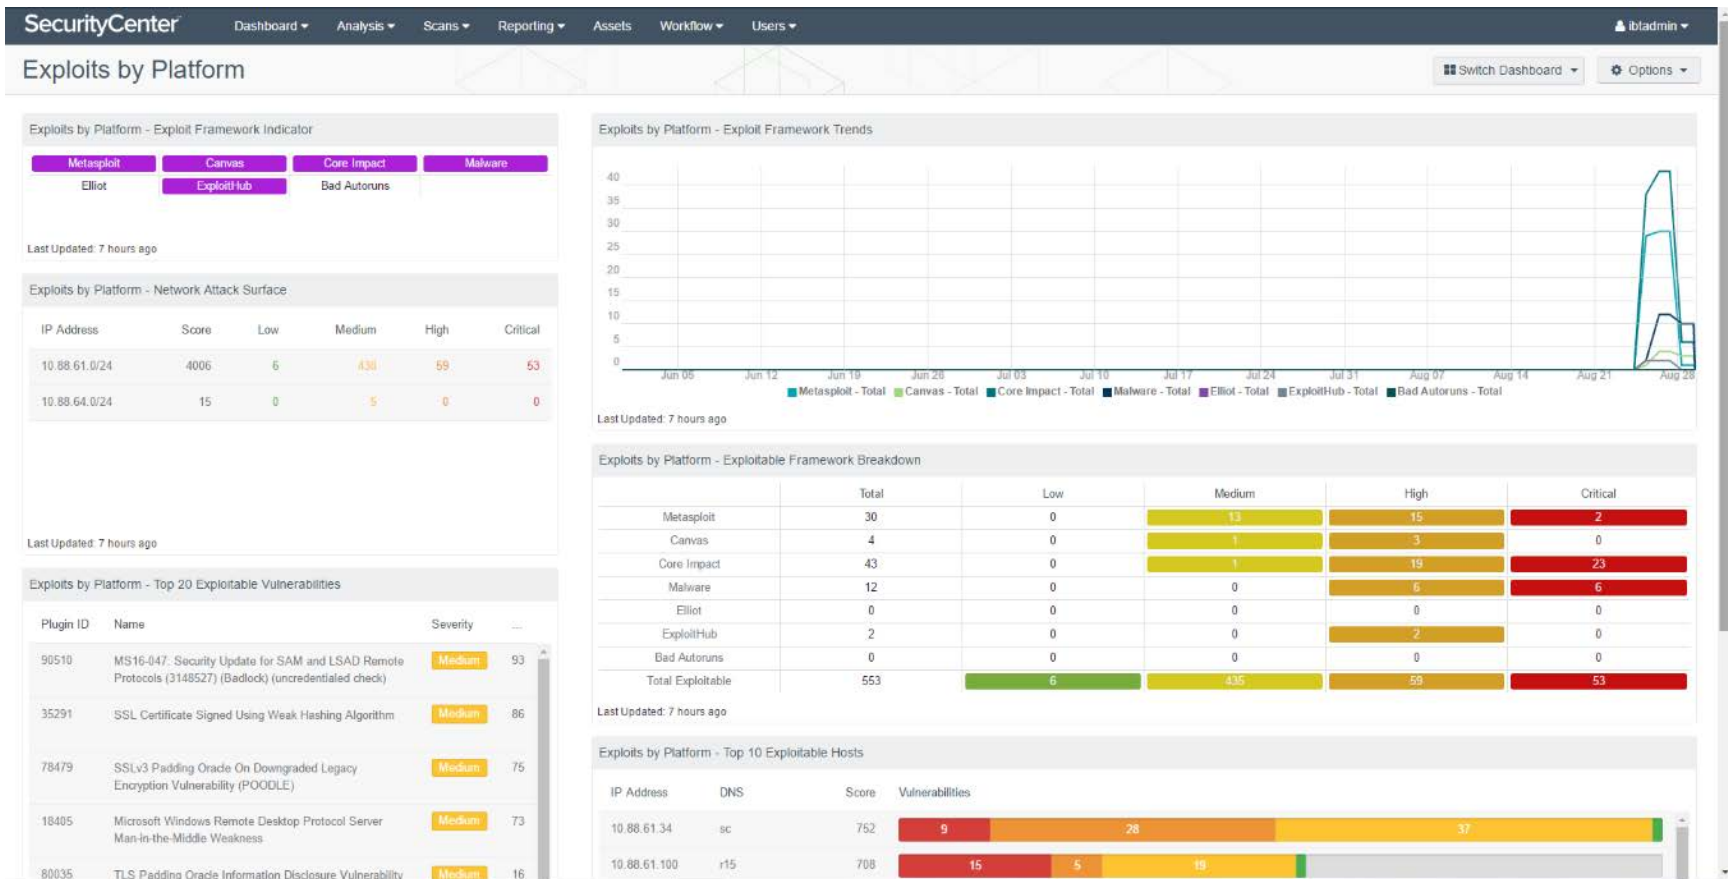 SecurityCenter Dashboard Analysis Scans Reporting Assets Workflow Users ibtadmin
Exploits by Platform Switch Dashboard Options
Exploits by Platform - Exploit Framework Indicator
Metasploit Canvas Core Impact Malware
Elliot ExploitHub Bad Autoruns
Last Updated: 7 hours ago
Exploits by Platform - Network Attack Surface
IP Address Score Low Medium High Critical
10.88.61.0/24 4006 6 59 53
10.88.64.0/24 15 0 5 0 0
Last Updated: 7 hours ago
Exploits by Platform - Top 20 Exploitable Vulnerabilities
Plugin ID Name Severity ...
90510 MS16-047: Security Update for SAM and LSAD Remote Medium 93
Protocols (3148527) (Badlock) (uncredentialed check)
35291 SSL Certificate Signed Using Weak Hashing Algorithm Medium 86
78479 SSLv3 Padding Oracle On Downgraded Legacy Medium 75
Encryption Vulnerability (POODLE)
18405 Microsoft Windows Remote Desktop Protocol Server Medium 73
Man-in-the-Middle Weakness
80035 TLS Padding Oracle Information Disclosure Vulnerability Medium 16
Exploits by Platform - Exploit Framework Trends
40
35
30
25
20
15
10
5
0
Jun 05 Jun 12 Jun 19 Jun 26 Jul 03 Jul 10 Jul 17 Jul 24 Jul 31 Aug 07 Aug 14 Aug 21 Aug 28
Metasploit - Total Canvas - Total Core Impact - Total Malware - Total Elliot - Total ExploitHub - Total Bad Autoruns - Total
Last Updated: 7 hours ago
Exploits by Platform - Exploitable Framework Breakdown
Total Low Medium High Critical
Metasploit 30 0 13 15 2
Canvas 4 0 1 3 0
Core Impact 43 0 1 19 23
Malware 12 0 0 6 6
Elliot 0 0 0 0 0
ExploitHub 2 0 0 2 0
Bad Autoruns 0 0 0 0 0
Total Exploitable 553 6 435 59 53
Last Updated: 7 hours ago
Exploits by Platform - Top 10 Exploitable Hosts
IP Address DNS Score Vulnerabilities
10.88.61.34 sc 752 9 28 37
10.88.61.100 r15 708 15 5 19